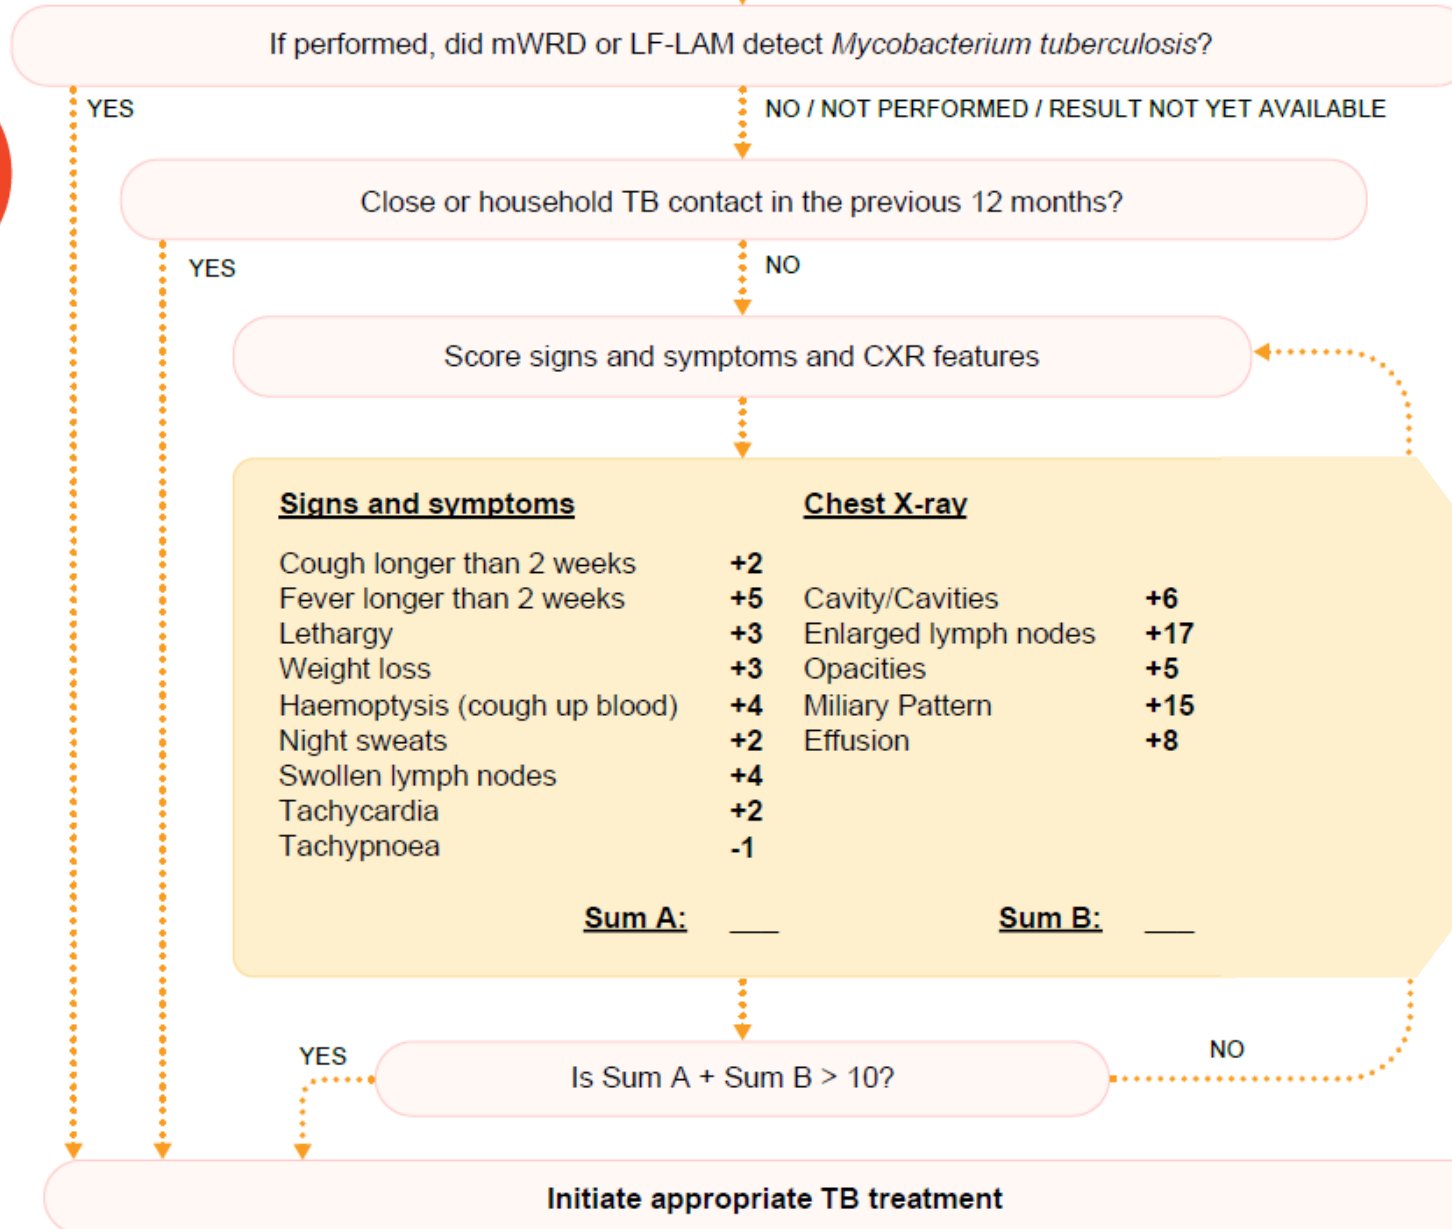 If performed, did mWRD or LF-LAM detect Mycobacterium tuberculosis?
YES
NO / NOT PERFORMED / RESULT NOT YET AVAILABLE
Close or household TB contact in the previous 12 months?
YES
NO
Score signs and symptoms and CXR features
Signs and symptoms
Cough longer than 2 weeks +2
Fever longer than 2 weeks +5
Lethargy +3
Weight loss +3
Haemoptysis (cough up blood) +4
Night sweats +2
Swollen lymph nodes +4
Tachycardia +2
Tachypnoea -1
Sum A: ___
Chest X-ray
Cavity/Cavities +6
Enlarged lymph nodes +17
Opacities +5
Miliary Pattern +15
Effusion +8
Sum B: ___
YES
Is Sum A + Sum B > 10?
NO
Initiate appropriate TB treatment